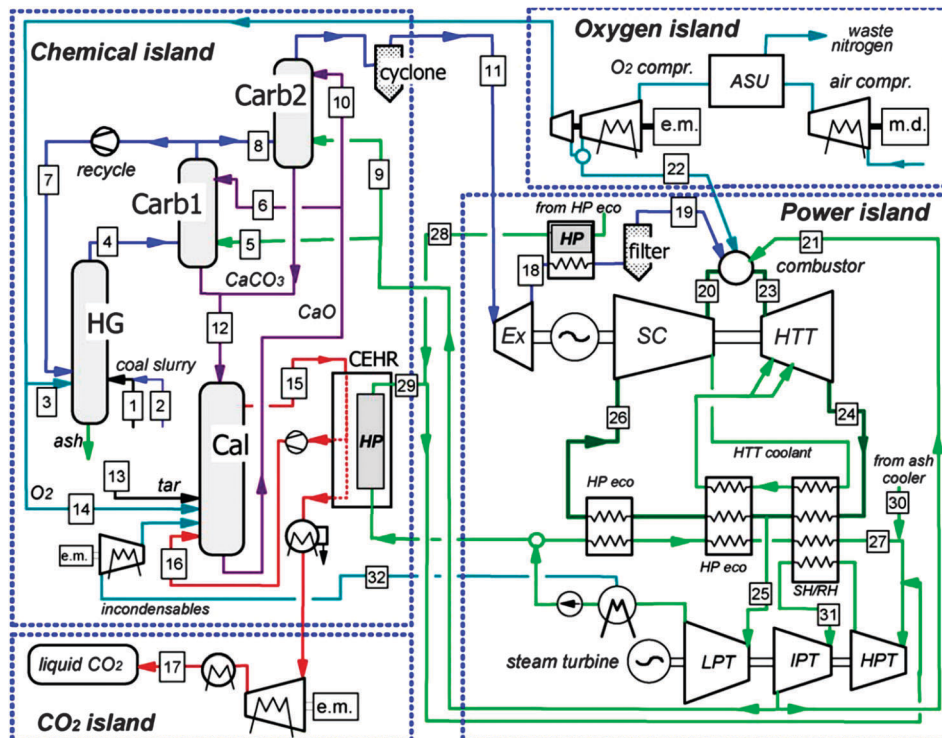 Chemical island
Oxygen island
waste
nitrogen
O₂ compr.
ASU
air compr.
e.m.
m.d.
cyclone
11
10
Carb2
8
9
7
recycle
Carb1
6
5
4
22
Power island
from HP eco
28
HP
filter
19
21
combustor
18
20
23
CaCO₃
CaO
HG
12
coal slurry
3
1
2
ash
Ex
SC
HTT
15
CEHR
29
HP
26
24
Cal
13
tar
O₂
14
HTT coolant
from ash
cooler
30
HP eco
27
HP eco
SH/RH
e.m.
16
incondensables
32
25
31
steam turbine
LPT
IPT
HPT
liquid CO₂
17
e.m.
CO₂ island